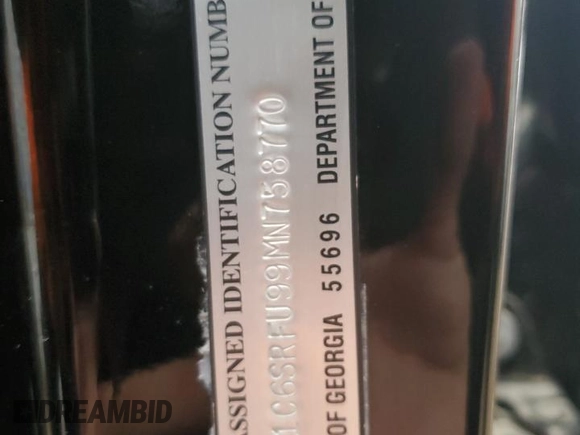 ASSIGNED IDENTIFICATION NUMB
1C6SRFU99MN758770
OF GEORGIA 55696 DEPARTMENT OF
DREAMBID